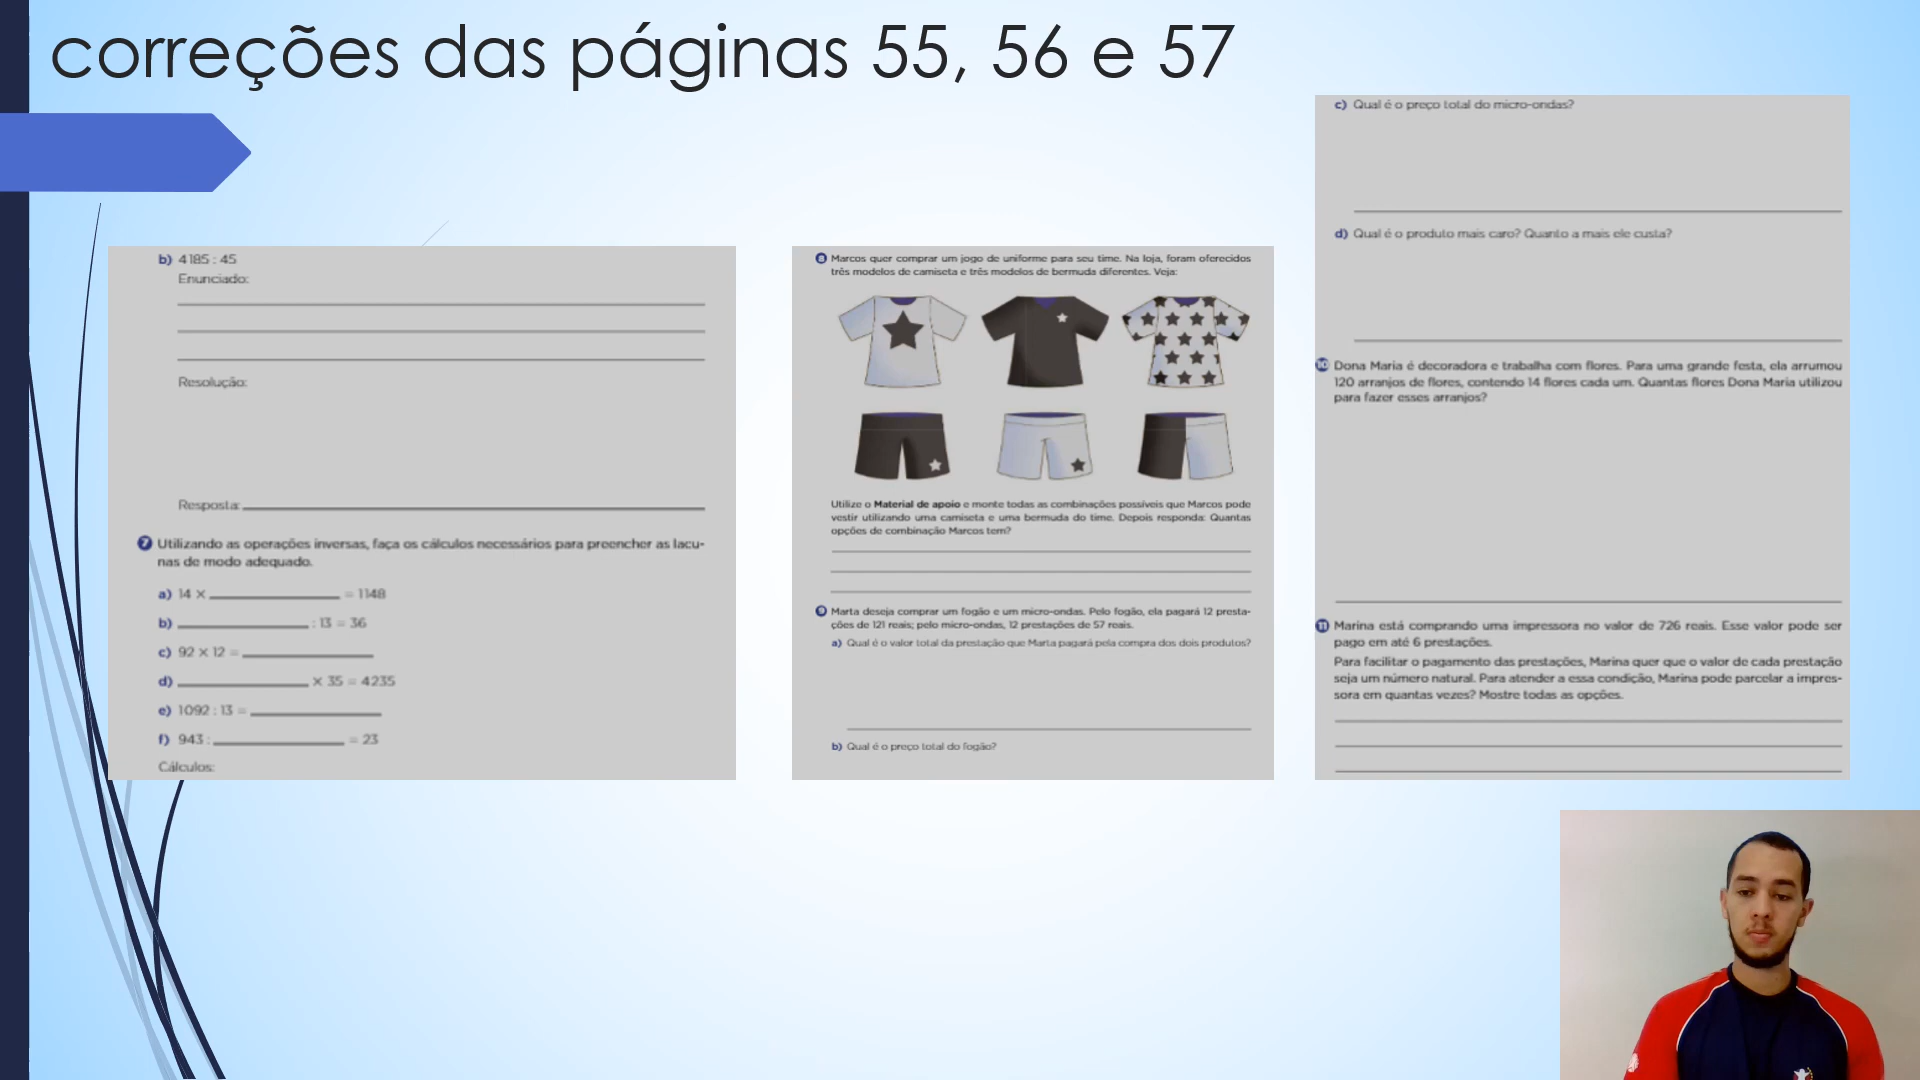 correções das páginas 55, 56 e 57
b) 4185 : 45
Enunciado:
Resolução:
Resposta:
7 Utilizando as operações inversas, faça os cálculos necessários para preencher as lacu-
nas de modo adequado.
a) 14 × = 1148
b) : 13 = 36
c) 92 × 12 =
d) × 35 = 4235
e) 1092 : 13 =
f) 943 : = 23
Cálculos:
8 Marcos quer comprar um jogo de uniforme para seu time. Na loja, foram oferecidos
três modelos de camiseta e três modelos de bermuda diferentes. Veja:
Utilize o Material de apoio e monte todas as combinações possíveis que Marcos pode
vestir utilizando uma camiseta e uma bermuda do time. Depois responda: Quantas
opções de combinação Marcos tem?
9 Marta deseja comprar um fogão e um micro-ondas. Pelo fogão, ela pagará 12 presta-
ções de 121 reais; pelo micro-ondas, 12 prestações de 57 reais.
a) Qual é o valor total da prestação que Marta pagará pela compra dos dois produtos?
b) Qual é o preço total do fogão?
c) Qual é o preço total do micro-ondas?
d) Qual é o produto mais caro? Quanto a mais ele custa?
10 Dona Maria é decoradora e trabalha com flores. Para uma grande festa, ela arrumou
120 arranjos de flores, contendo 14 flores cada um. Quantas flores Dona Maria utilizou
para fazer esses arranjos?
11 Marina está comprando uma impressora no valor de 726 reais. Esse valor pode ser
pago em até 6 prestações.
Para facilitar o pagamento das prestações, Marina quer que o valor de cada prestação
seja um número natural. Para atender a essa condição, Marina pode parcelar a impres-
sora em quantas vezes? Mostre todas as opções.